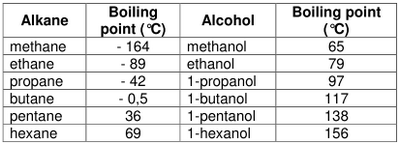 Alkane Boiling point (°C) Alcohol Boiling point (°C)
methane - 164 methanol 65
ethane - 89 ethanol 79
propane - 42 1-propanol 97
butane - 0,5 1-butanol 117
pentane 36 1-pentanol 138
hexane 69 1-hexanol 156